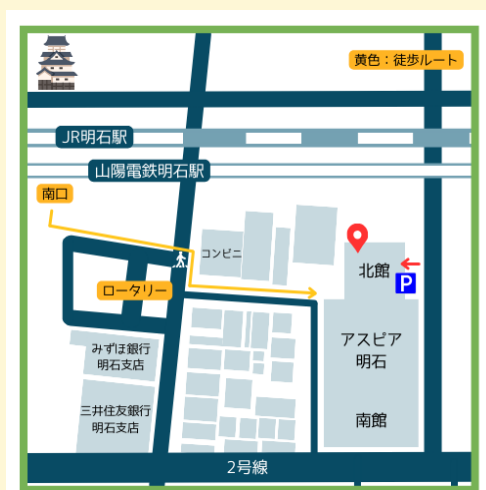 黄色：徒歩ルート
JR明石駅
山陽電鉄明石駅
南口
コンビニ
北館
P
ロータリー
アスピア
明石
みずほ銀行
明石支店
三井住友銀行
明石支店
南館
2号線